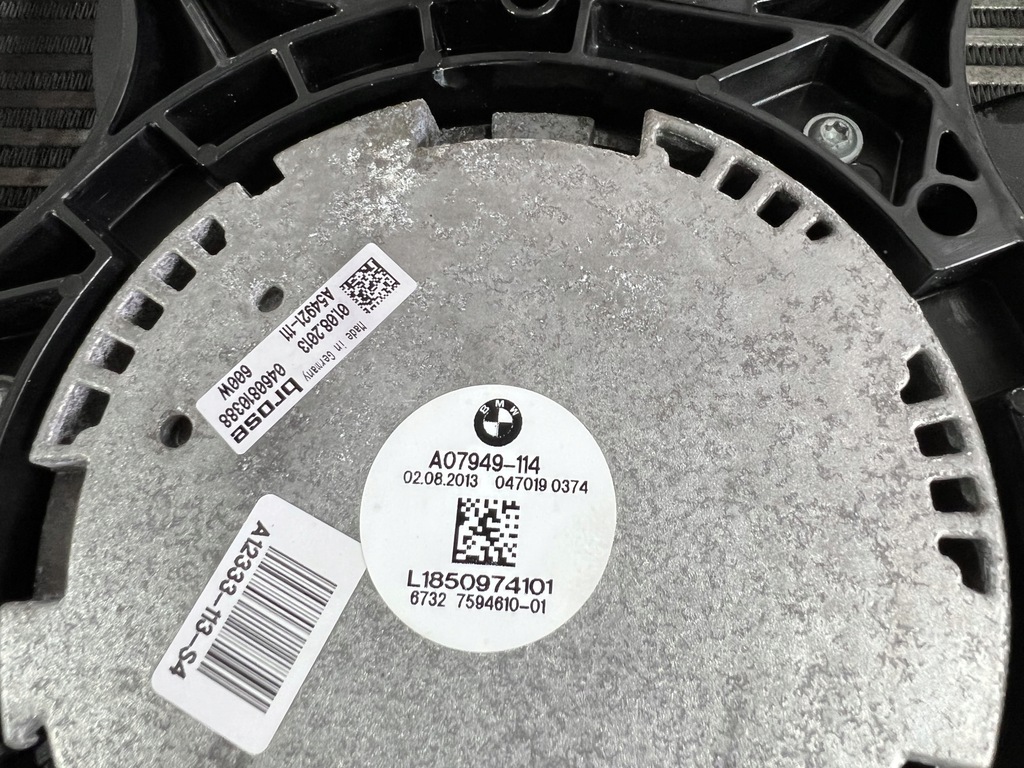 A54921-111
01.08.2013
Made in Germany
brose
0460810388
600W
BMW
A07949-114
02.08.2013 047019 0374
L1850974101
6732 7594610-01
A12333-113-S4